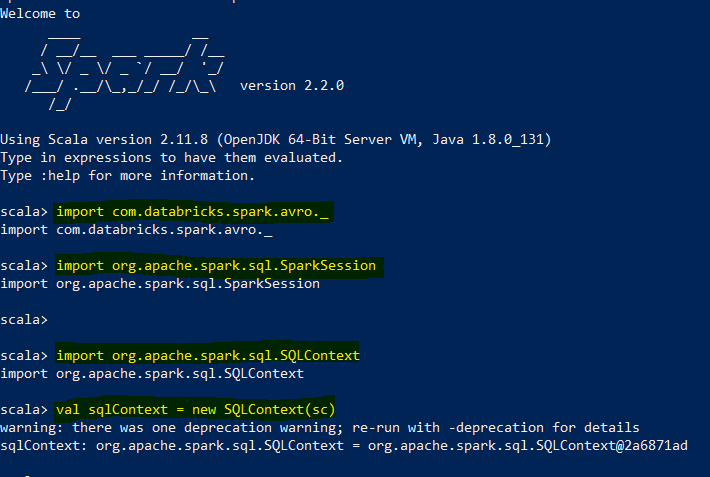 Welcome to
      ____              __
     / __/__  ___ _____/ /__
    _\ \/ _ \/ _ `/ __/  '_/
   /___/ .__/\_,_/_/ /_/\_\   version 2.2.0
      /_/
Using Scala version 2.11.8 (OpenJDK 64-Bit Server VM, Java 1.8.0_131)
Type in expressions to have them evaluated.
Type :help for more information.
scala> import com.databricks.spark.avro._
import com.databricks.spark.avro._
scala> import org.apache.spark.sql.SparkSession
import org.apache.spark.sql.SparkSession
scala>
scala> import org.apache.spark.sql.SQLContext
import org.apache.spark.sql.SQLContext
scala> val sqlContext = new SQLContext(sc)
warning: there was one deprecation warning; re-run with -deprecation for details
sqlContext: org.apache.spark.sql.SQLContext = org.apache.spark.sql.SQLContext@2a6871ad